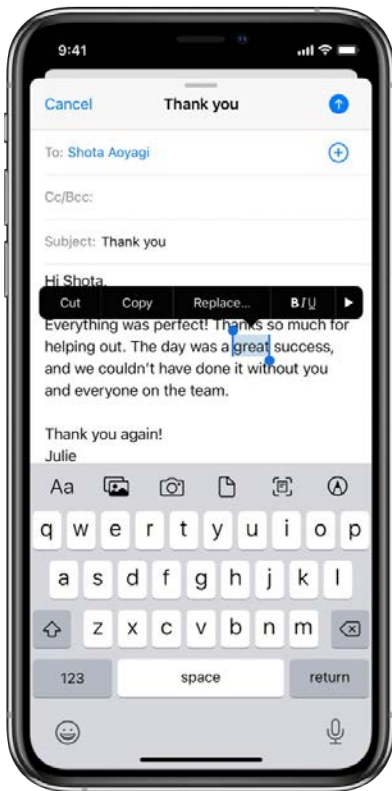 9:41
Cancel Thank you
To: Shota Aoyagi
Cc/Bcc:
Subject: Thank you
Hi Shota,
Cut Copy Replace... B I U
Everything was perfect! Thanks so much for
helping out. The day was a great success,
and we couldn't have done it without you
and everyone on the team.
Thank you again!
Julie
Aa
q w e r t y u i o p
a s d f g h j k l
z x c v b n m
123 space return